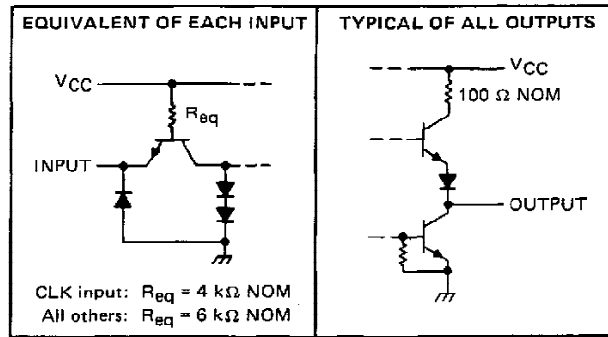 EQUIVALENT OF EACH INPUT
VCC
Req
INPUT
CLK input: Req = 4 kΩ NOM
All others: Req = 6 kΩ NOM
TYPICAL OF ALL OUTPUTS
VCC
100 Ω NOM
OUTPUT